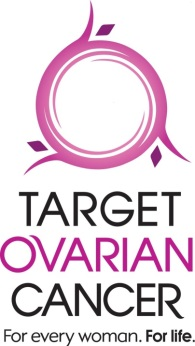 TARGET
OVARIAN
CANCER
For every woman. For life.